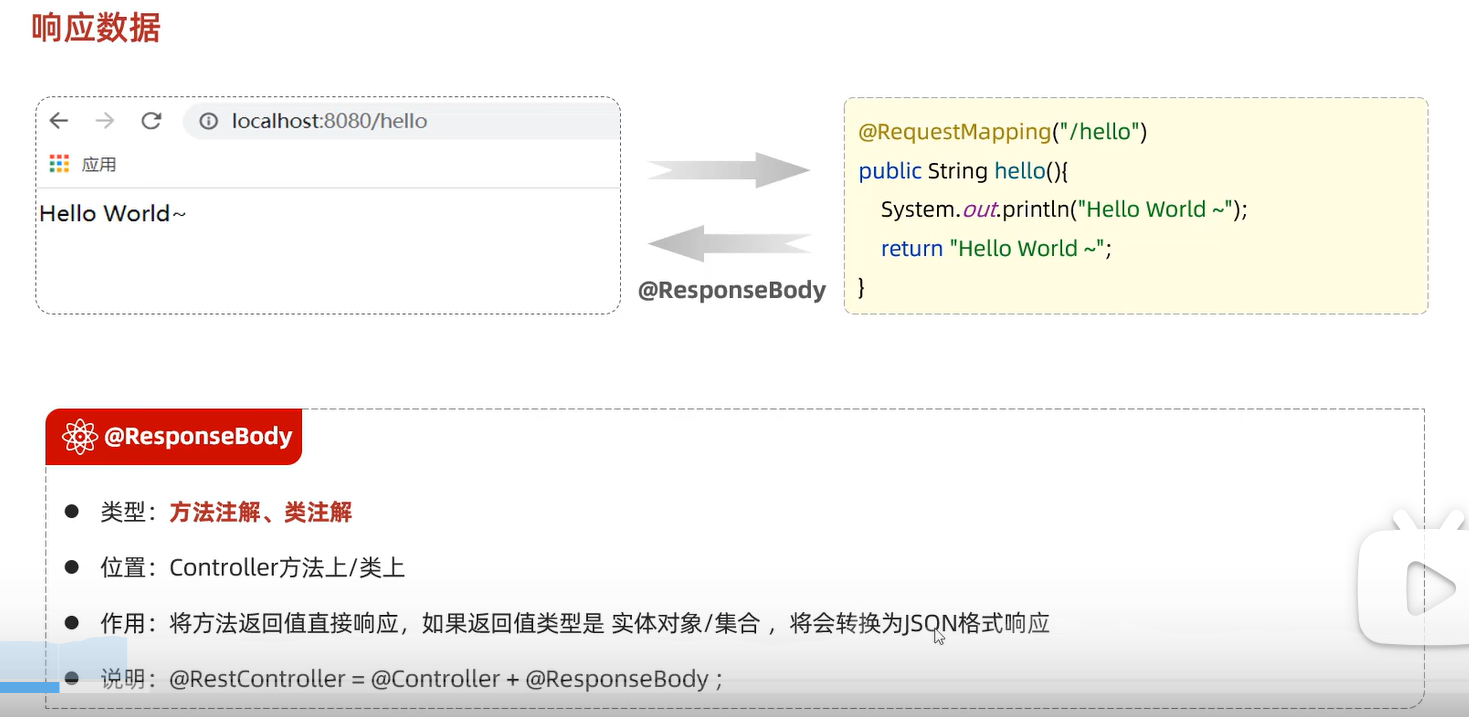 响应数据
localhost:8080/hello
应用
Hello World~
@ResponseBody
@RequestMapping("/hello")
public String hello(){
System.out.println("Hello World ~");
return "Hello World ~";
}
@ResponseBody
类型：方法注解、类注解
位置：Controller方法上/类上
作用：将方法返回值直接响应，如果返回值类型是 实体对象/集合 ，将会转换为JSON格式响应
说明：@RestController = @Controller + @ResponseBody ;